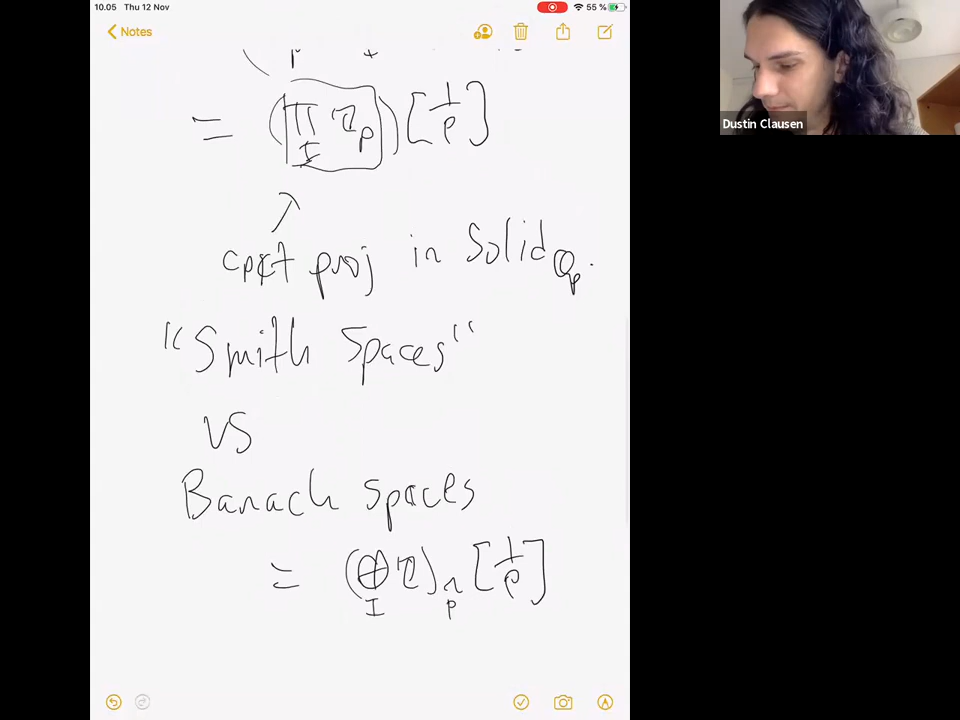 10.05 Thu 12 Nov
55 %
Notes
Dustin Clausen
= (∏_I ℤ_p)[1/p]
cpct proj in Solid_ℚp.
"Smith Spaces"
vs
Banach spaces
= (⊕_I ℤ)^_p [1/p]